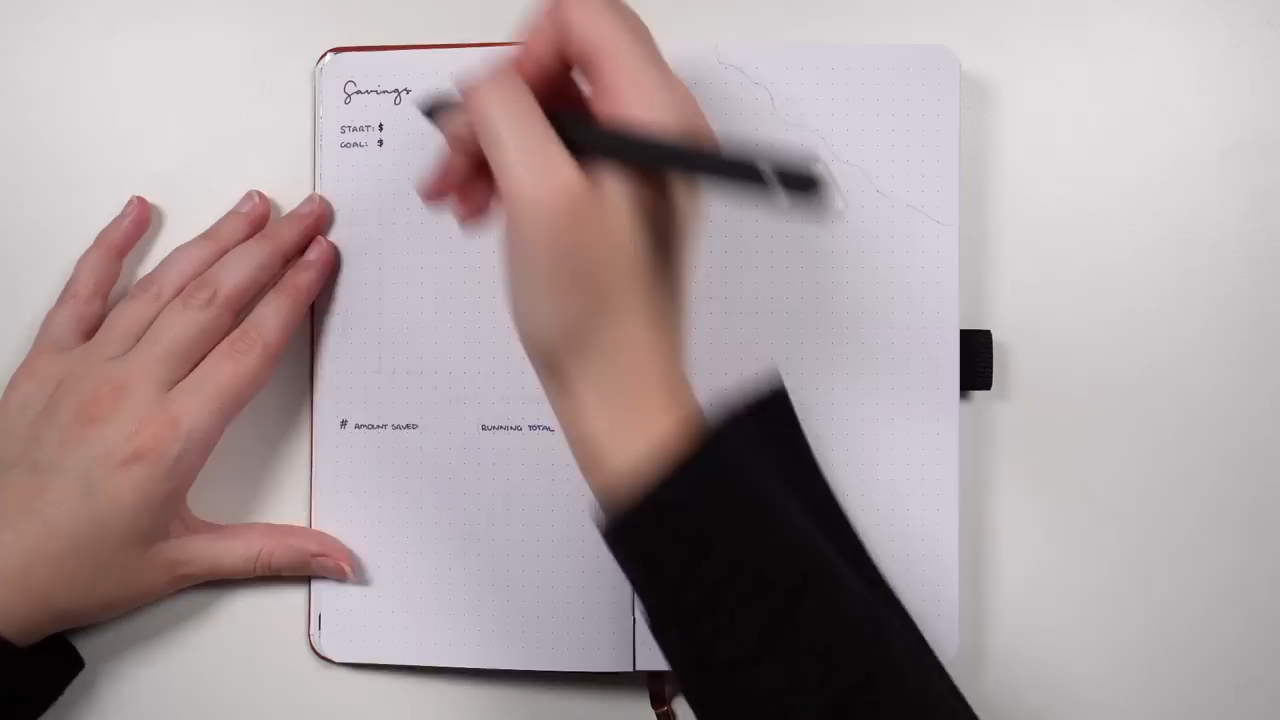 Savings
START: $
GOAL: $
# AMOUNT SAVED
RUNNING TOTAL